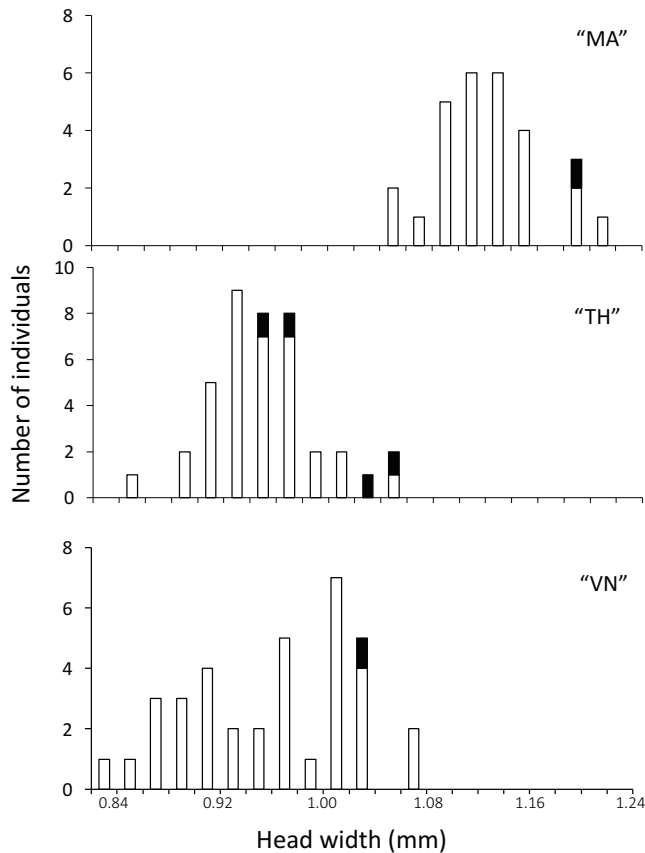 8
6
4
2
0
“MA”
10
8
6
4
2
0
“TH”
Number of individuals
8
6
4
2
0
“VN”
0.84 0.92 1.00 1.08 1.16 1.24
Head width (mm)